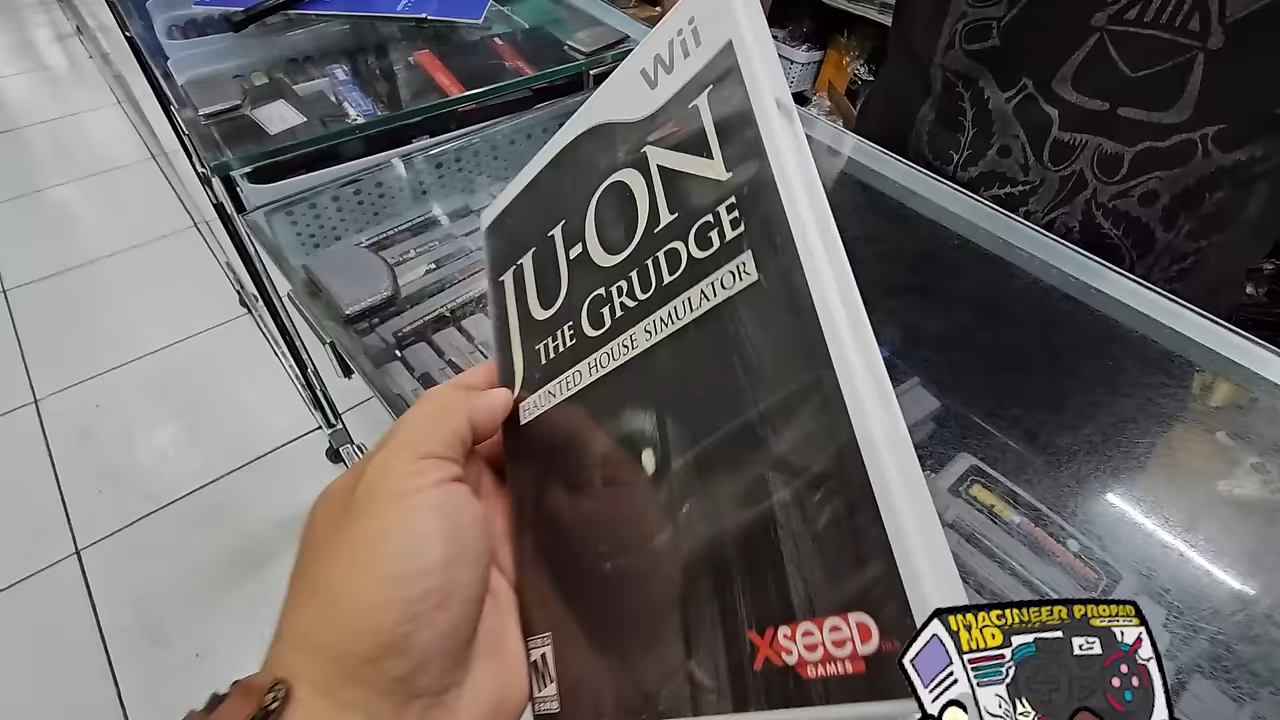 Wii
JU-ON
THE GRUDGE
HAUNTED HOUSE SIMULATOR
M
XSEED
GAMES
IMAGINEER PROPAD
MD